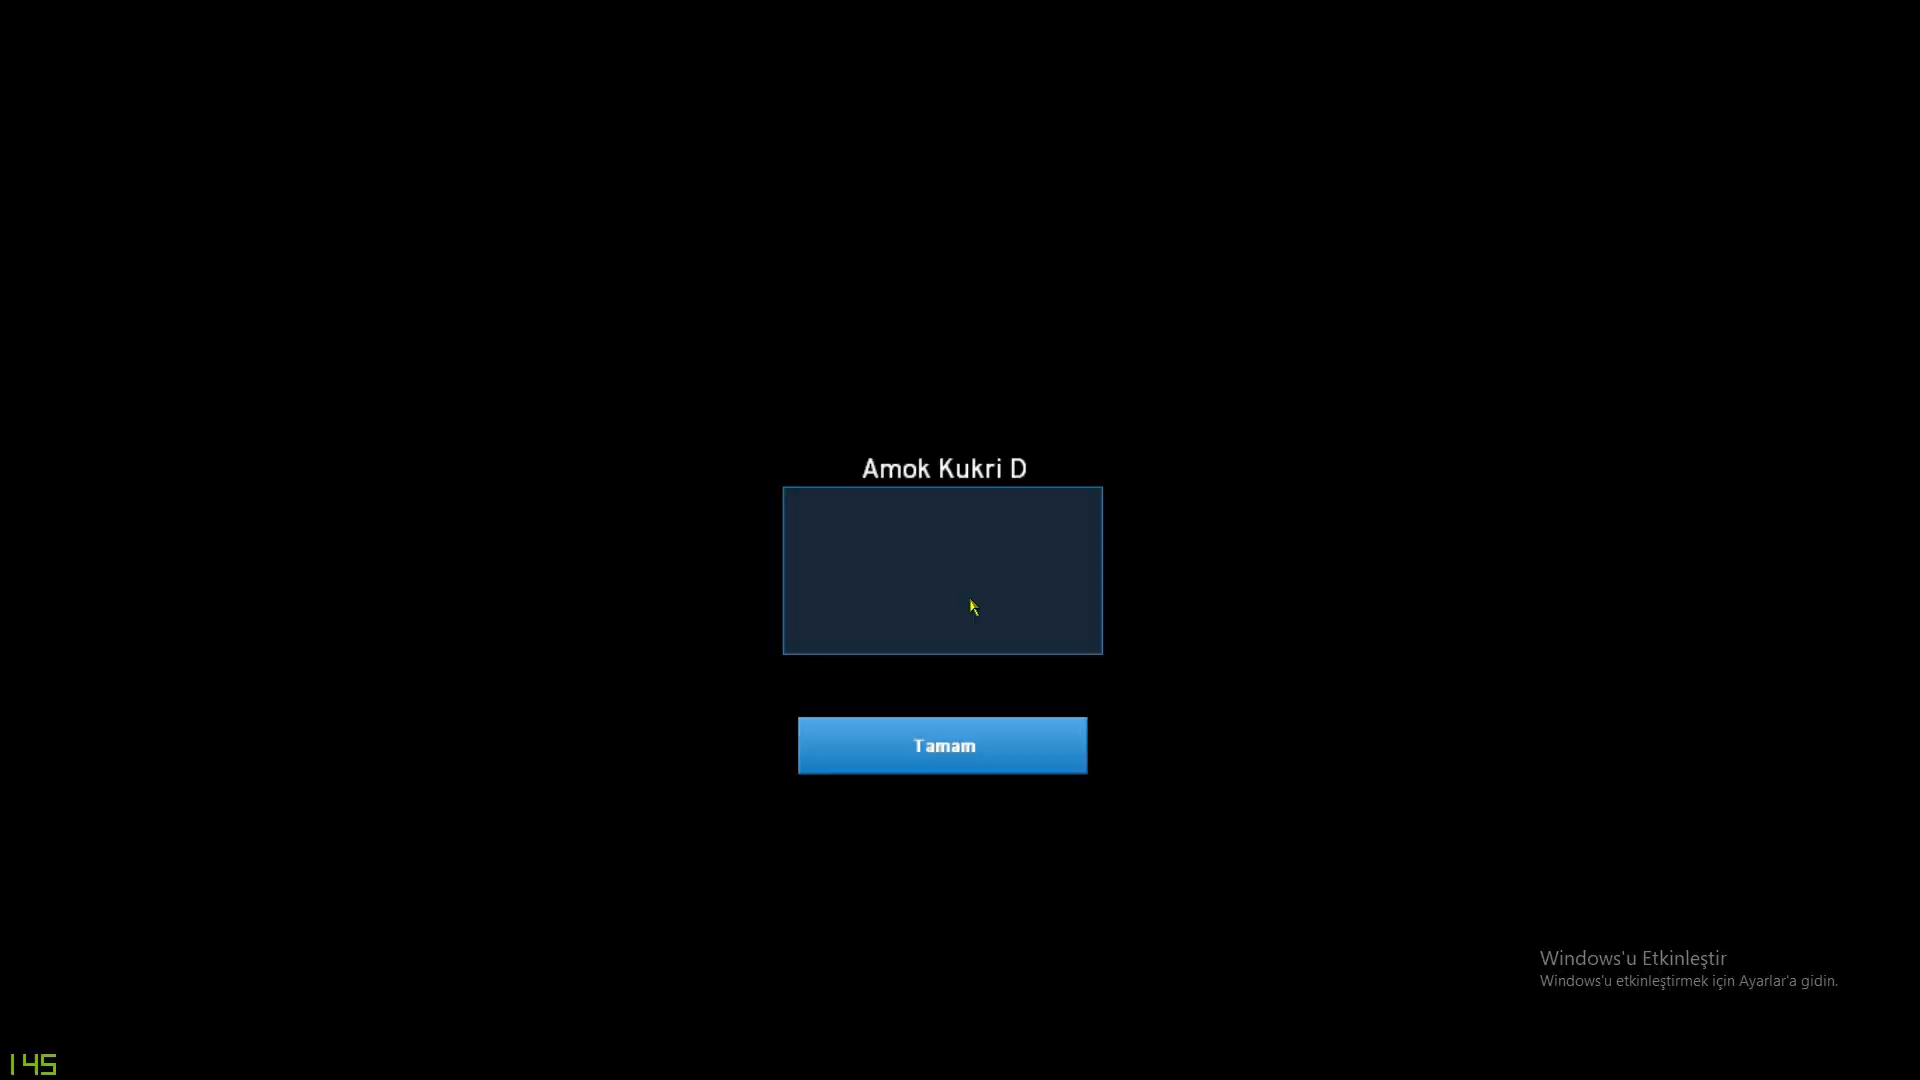 Amok Kukri D
Tamam
Windows'u Etkinleştir
Windows'u etkinleştirmek için Ayarlar'a gidin.
145